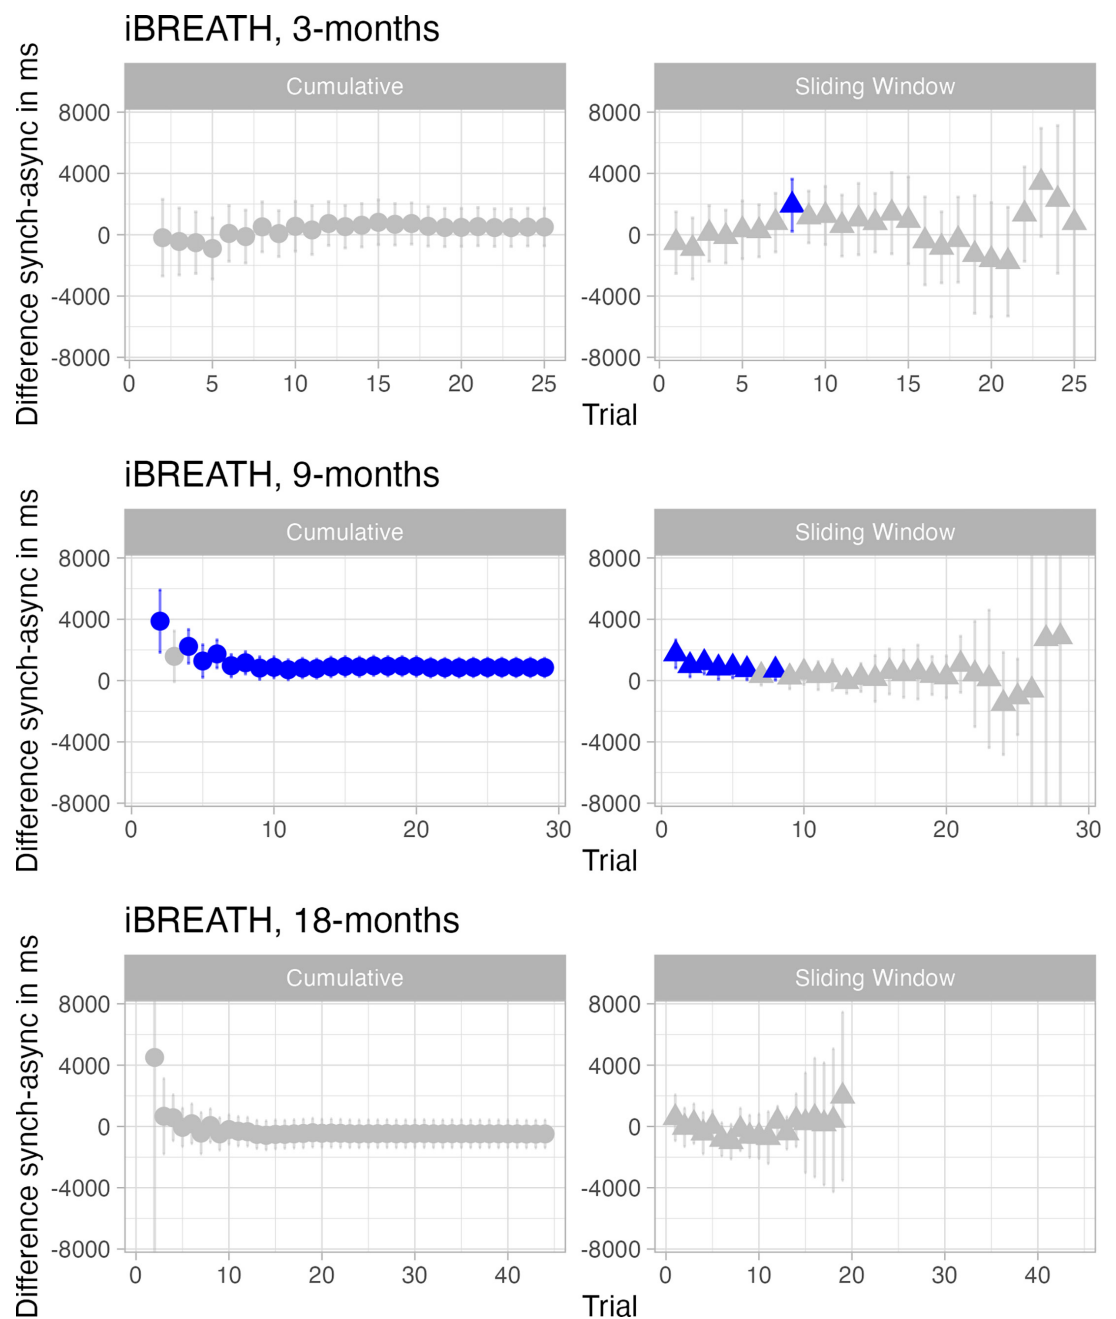 iBREATH, 3-months
Difference synch-async in ms
Cumulative
Sliding Window
8000
4000
0
-4000
-8000
0 5 10 15 20 25
8000
4000
0
-4000
-8000
0 5 10 15 20 25
Trial
iBREATH, 9-months
Difference synch-async in ms
Cumulative
Sliding Window
8000
4000
0
-4000
-8000
0 10 20 30
8000
4000
0
-4000
-8000
0 10 20 30
Trial
iBREATH, 18-months
Difference synch-async in ms
Cumulative
Sliding Window
8000
4000
0
-4000
-8000
0 10 20 30 40
8000
4000
0
-4000
-8000
0 10 20 30 40
Trial